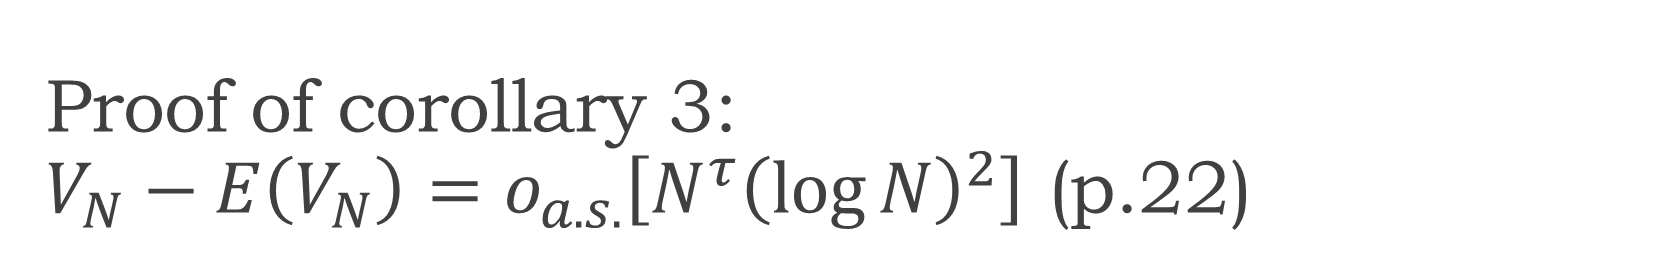 Proof of corollary 3:
𝑉_𝑁 − 𝐸(𝑉_𝑁) = 𝑜_{𝑎.𝑠.}[𝑁^𝜏(log 𝑁)^2] (p.22)